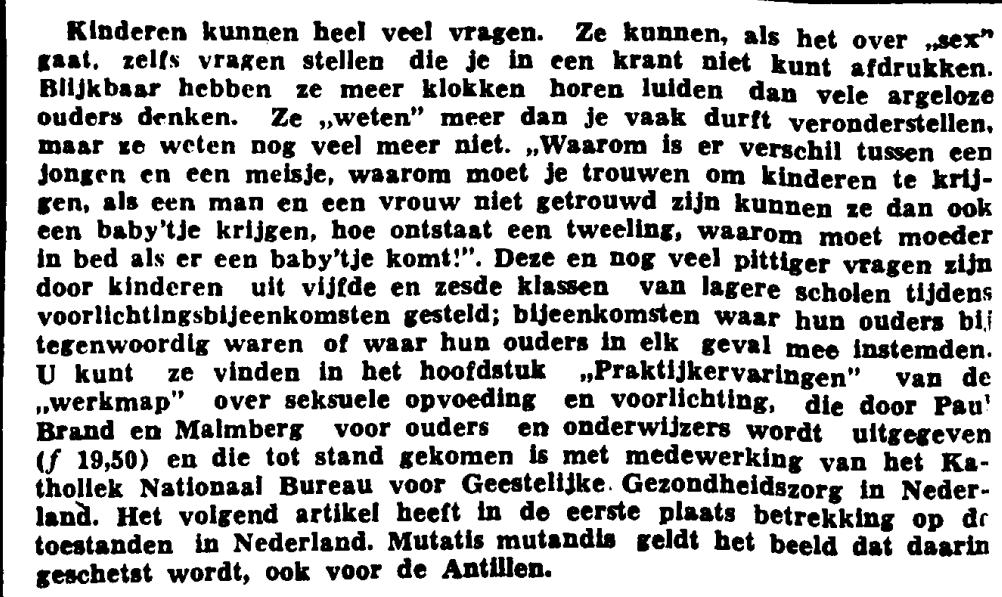 Kinderen kunnen heel veel vragen. Ze kunnen, als het over „sex”
gaat, zelfs vragen stellen die je in een krant niet kunt afdrukken.
Blijkbaar hebben ze meer klokken horen luiden dan vele argeloze
ouders denken. Ze „weten” meer dan je vaak durft veronderstellen,
maar ze weten nog veel meer niet. „Waarom is er verschil tussen een
jongen en een meisje, waarom moet je trouwen om kinderen te krij-
gen, als een man en een vrouw niet getrouwd zijn kunnen ze dan ook
een baby'tje krijgen, hoe ontstaat een tweeling, waarom moet moeder
in bed als er een baby'tje komt!”. Deze en nog veel pittiger vragen zijn
door kinderen uit vijfde en zesde klassen van lagere scholen tijdens
voorlichtingsbijeenkomsten gesteld; bijeenkomsten waar hun ouders bij
tegenwoordig waren of waar hun ouders in elk geval mee instemden.
U kunt ze vinden in het hoofdstuk „Praktijkervaringen” van de
„werkmap” over seksuele opvoeding en voorlichting, die door Paul
Brand en Malmberg voor ouders en onderwijzers wordt uitgegeven
(f 19,50) en die tot stand gekomen is met medewerking van het Ka-
tholiek Nationaal Bureau voor Geestelijke Gezondheidszorg in Neder-
land. Het volgend artikel heeft in de eerste plaats betrekking op de
toestanden in Nederland. Mutatis mutandis geldt het beeld dat daarin
geschetst wordt, ook voor de Antillen.